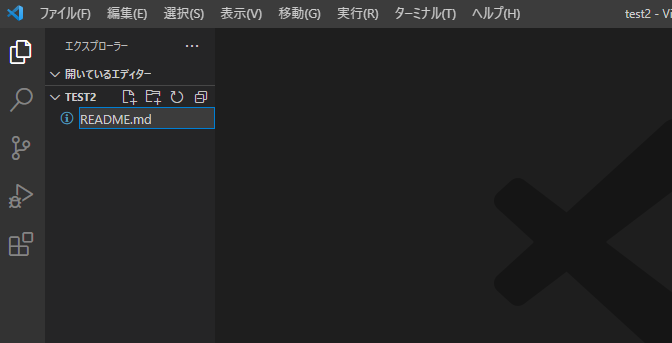 ファイル(F) 編集(E) 選択(S) 表示(V) 移動(G) 実行(R) ターミナル(T) ヘルプ(H) test2 - Vi
エクスプローラー
開いているエディター
TEST2
README.md